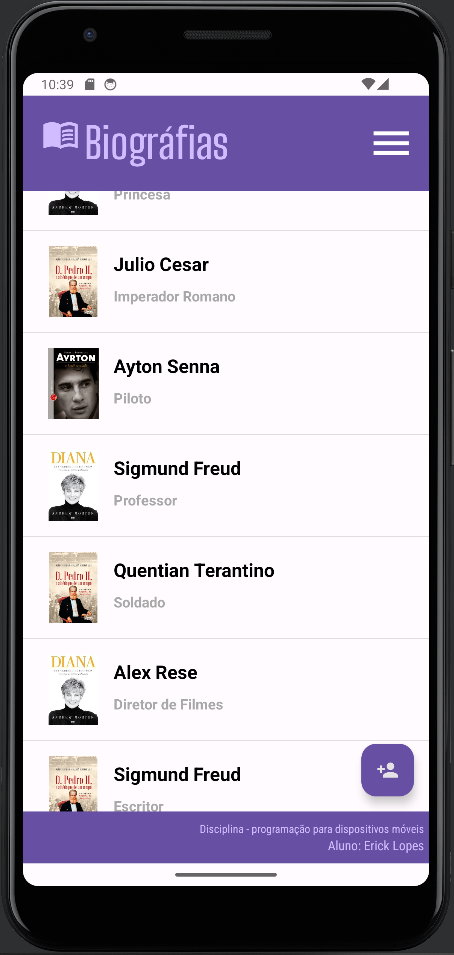 10:39
Biográfias
Princesa
D. Pedro II.
Julio Cesar
Imperador Romano
AYRTON
Ayton Senna
Piloto
DIANA
Sigmund Freud
Professor
D. Pedro II.
Quentian Terantino
Soldado
DIANA
Alex Rese
Diretor de Filmes
D. Pedro II.
Sigmund Freud
Escritor
Disciplina - programação para dispositivos móveis
Aluno: Erick Lopes